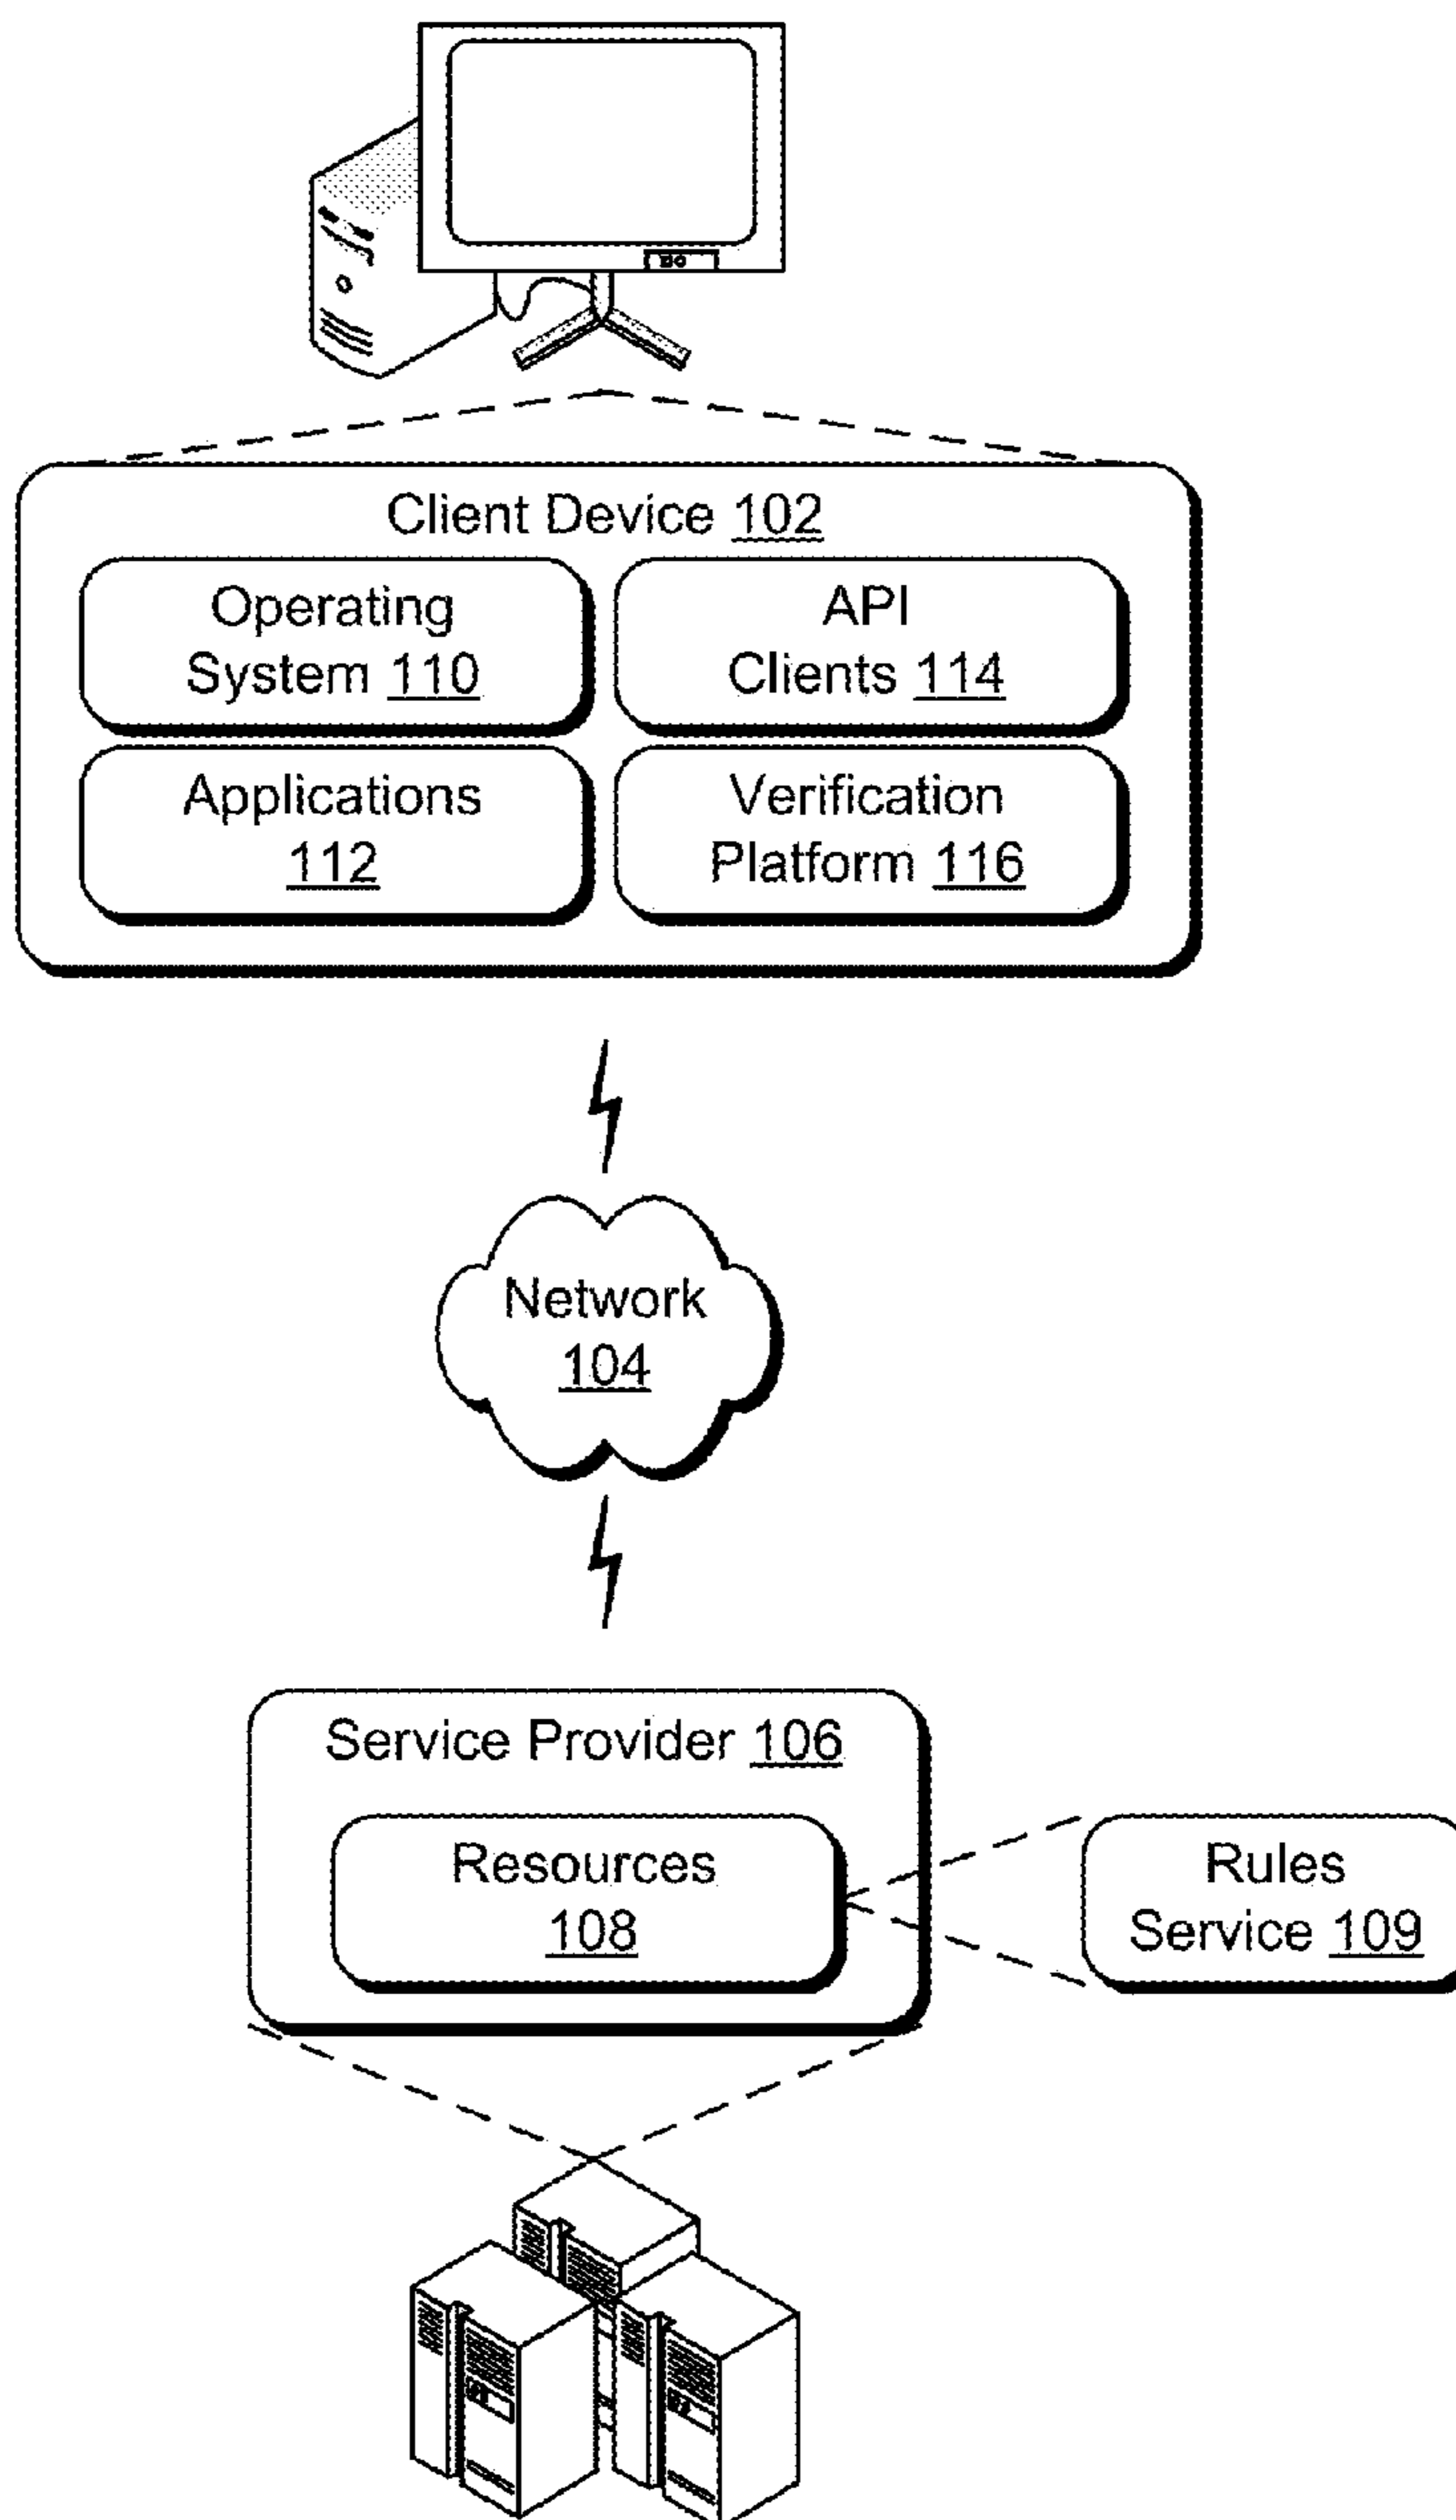 Client Device 102
Operating
System 110
API
Clients 114
Applications
112
Verification
Platform 116
Network
104
Service Provider 106
Resources
108
Rules
Service 109